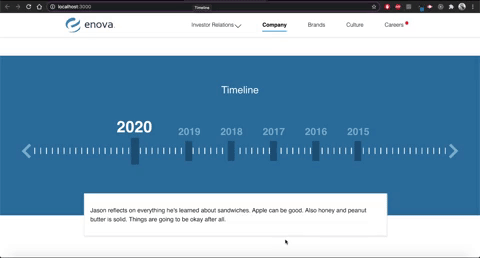 localhost:3000
Timeline
enova.
Investor Relations Company Brands Culture Careers
Timeline
2020 2019 2018 2017 2016 2015
Jason reflects on everything he's learned about sandwiches. Apple can be good. Also honey and peanut
butter is solid. Things are going to be okay after all.